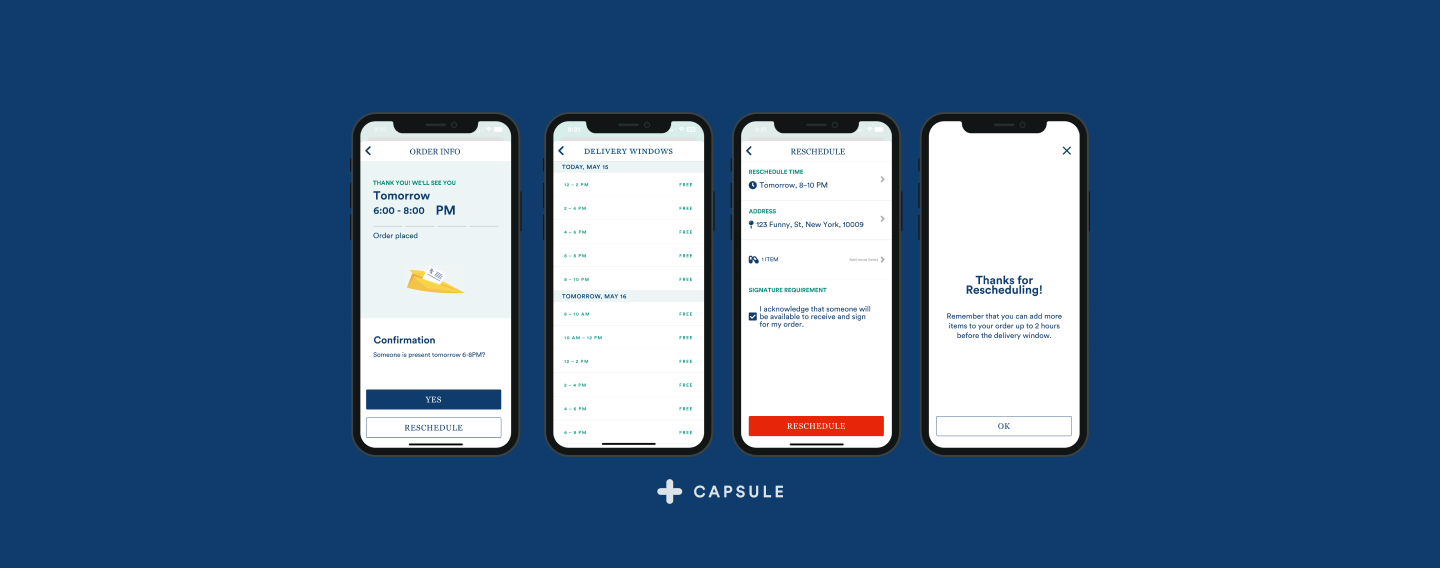 ORDER INFO
THANK YOU! WE'LL SEE YOU
Tomorrow
6:00 - 8:00 PM
Order placed
Confirmation
Someone is present tomorrow 6-8PM?
YES
RESCHEDULE
DELIVERY WINDOWS
TODAY, MAY 15
12 – 2 PM FREE
2 – 4 PM FREE
4 – 6 PM FREE
6 – 8 PM FREE
8 – 10 PM FREE
TOMORROW, MAY 16
8 – 10 AM FREE
10 AM – 12 PM FREE
12 – 2 PM FREE
2 – 4 PM FREE
4 – 6 PM FREE
6 – 8 PM FREE
RESCHEDULE
RESCHEDULE TIME
Tomorrow, 8-10 PM
ADDRESS
123 Funny, St, New York, 10009
1 ITEM Add more items
SIGNATURE REQUIREMENT
I acknowledge that someone will
be available to receive and sign
for my order.
RESCHEDULE
Thanks for
Rescheduling!
Remember that you can add more
items to your order up to 2 hours
before the delivery window.
OK
CAPSULE